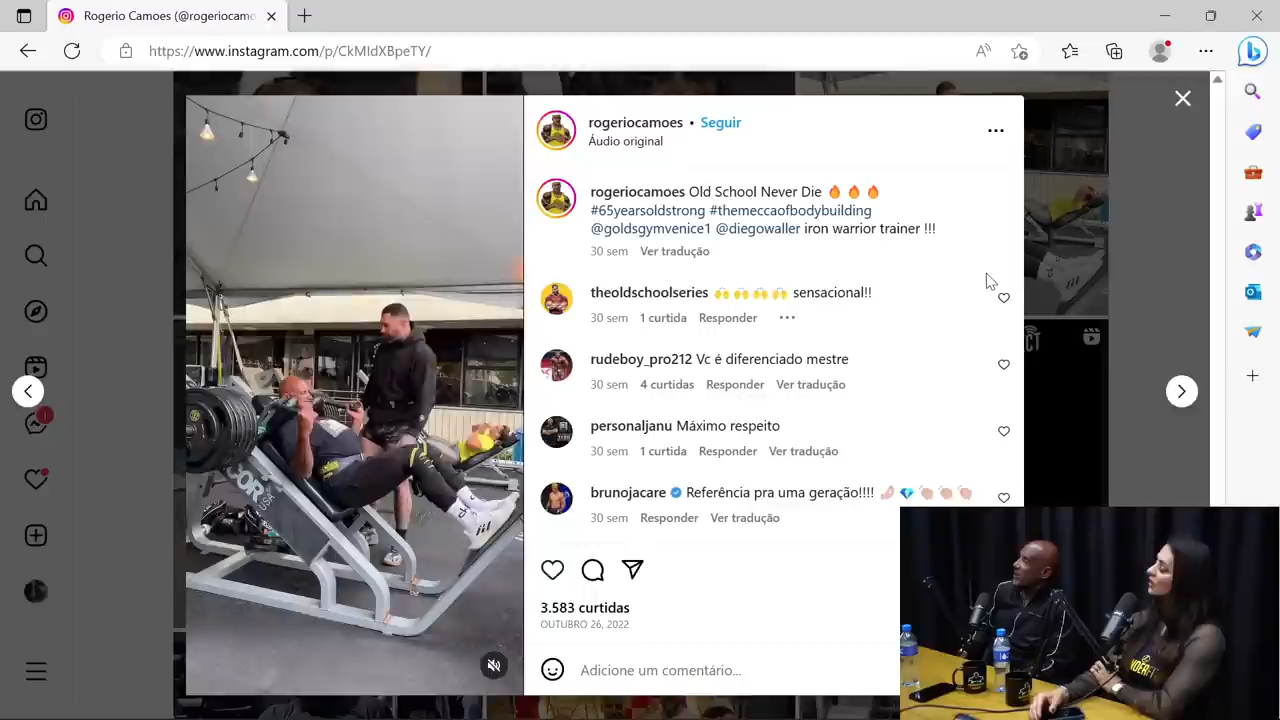 Rogerio Camoes (@rogeriocamo
https://www.instagram.com/p/CkMIdXBpeTY/
rogeriocamoes • Seguir
Áudio original
rogeriocamoes Old School Never Die 🔥 🔥 🔥
#65yearsoldstrong #themeccaofbodybuilding
@goldsgymvenice1 @diegowaller iron warrior trainer !!!
30 sem Ver tradução
theoldschoolseries 🙌 🙌 🙌 🙌 sensacional!!
30 sem 1 curtida Responder ...
rudeboy_pro212 Vc é diferenciado mestre
30 sem 4 curtidas Responder Ver tradução
personaljanu Máximo respeito
30 sem 1 curtida Responder Ver tradução
brunojacare Referência pra uma geração!!!! 💪🏼 💎 👏🏼 👏🏼 👏🏼
30 sem Responder Ver tradução
3.583 curtidas
OUTUBRO 26, 2022
Adicione um comentário...
USA